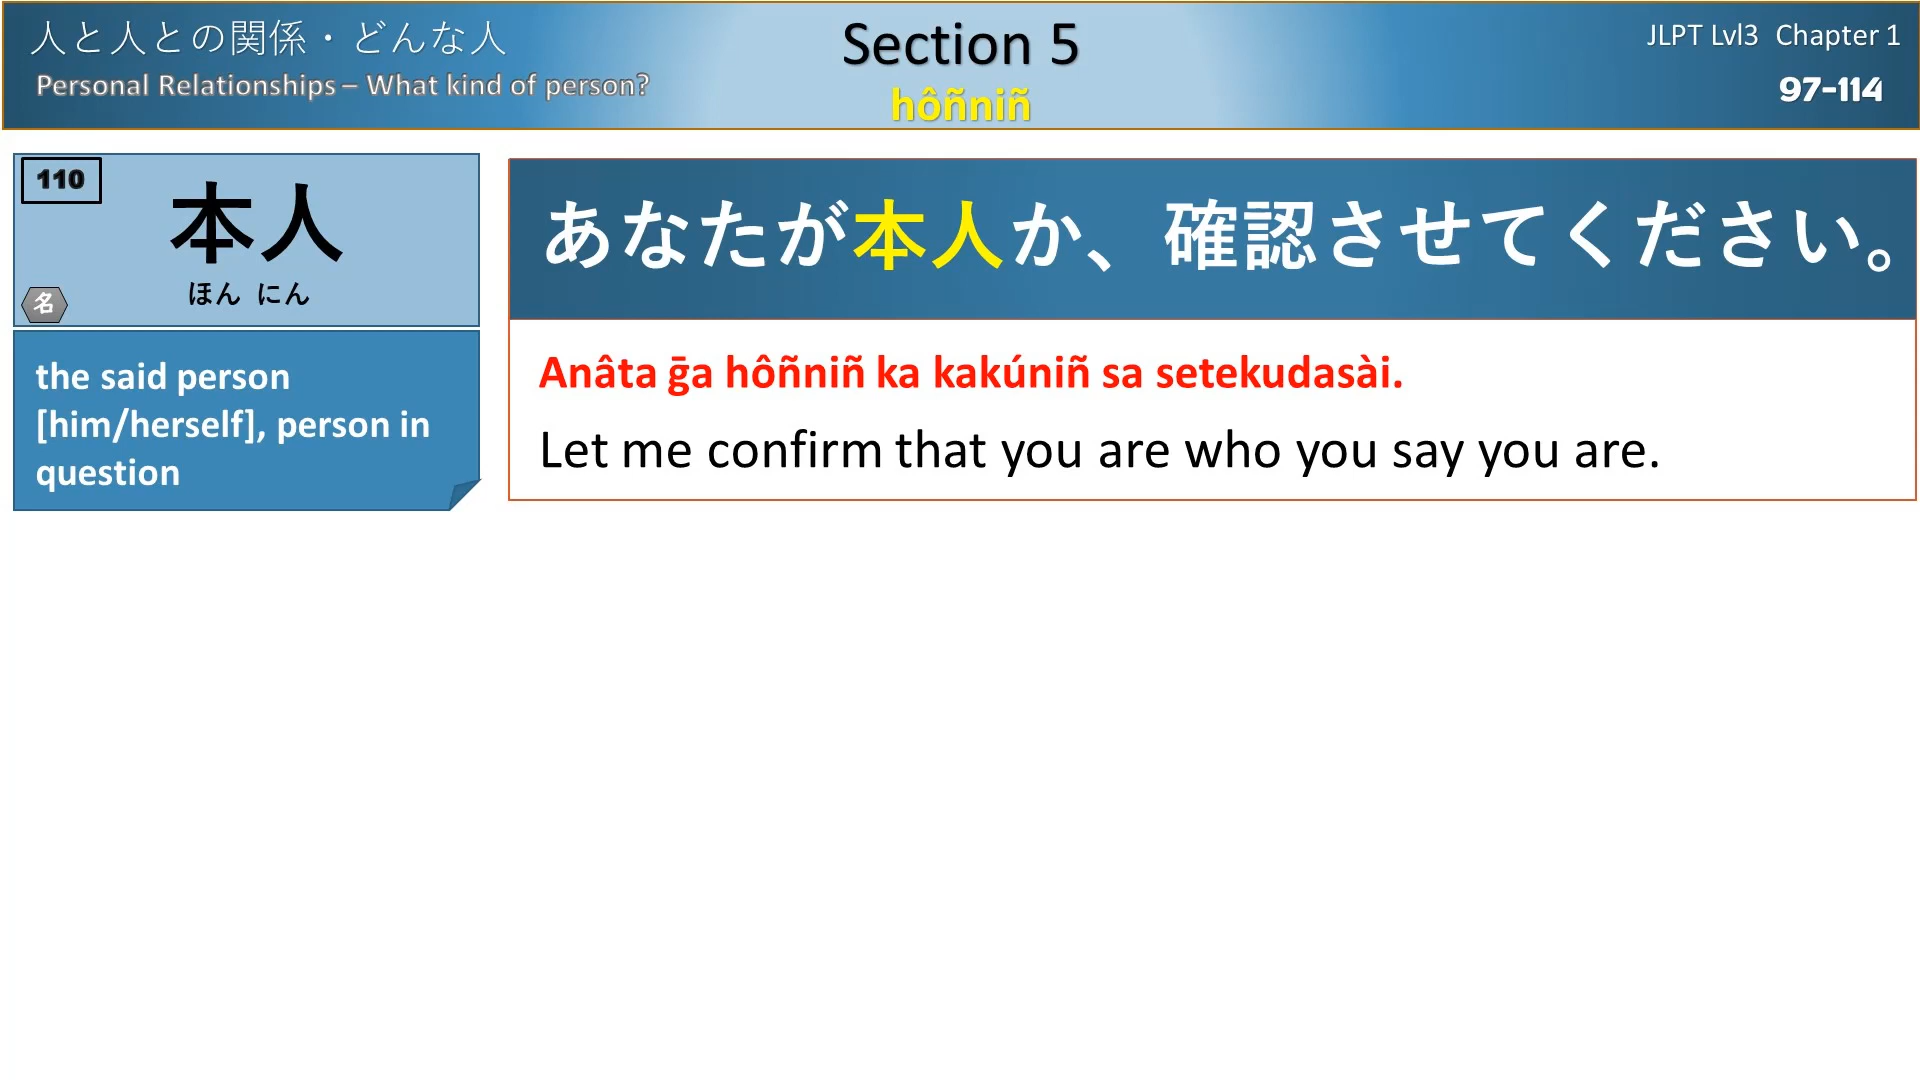 人と人との関係・どんな人
Personal Relationships – What kind of person?
Section 5
hôñniñ
JLPT Lvl3 Chapter 1
97-114
110
本人
ほん にん
名
the said person
[him/herself], person in
question
あなたが本人か、確認させてください。
Anâta ḡa hôñniñ ka kakúniñ sa setekudasài.
Let me confirm that you are who you say you are.